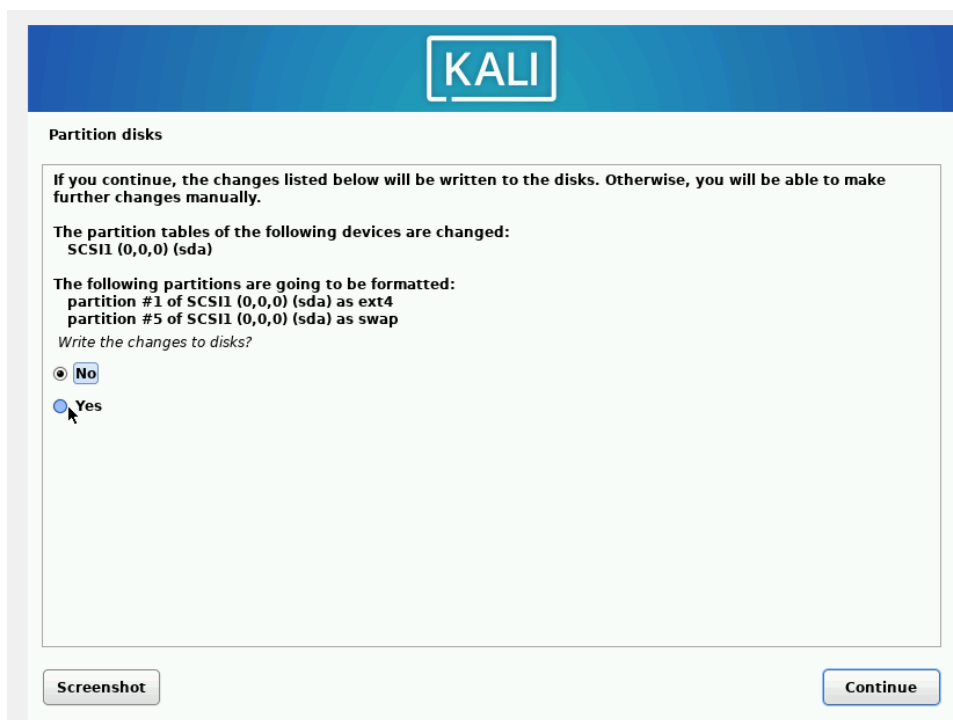 KALI
Partition disks
If you continue, the changes listed below will be written to the disks. Otherwise, you will be able to make
further changes manually.
The partition tables of the following devices are changed:
SCSI1 (0,0,0) (sda)
The following partitions are going to be formatted:
partition #1 of SCSI1 (0,0,0) (sda) as ext4
partition #5 of SCSI1 (0,0,0) (sda) as swap
Write the changes to disks?
No
Yes
Screenshot
Continue